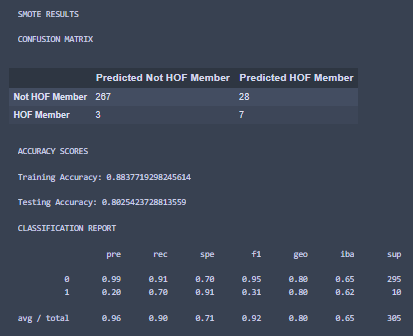 SMOTE RESULTS
CONFUSION MATRIX
Predicted Not HOF Member Predicted HOF Member
Not HOF Member 267 28
HOF Member 3 7
ACCURACY SCORES
Training Accuracy: 0.8837719298245614
Testing Accuracy: 0.8025423728813559
CLASSIFICATION REPORT
pre rec spe f1 geo iba sup
0 0.99 0.91 0.70 0.95 0.80 0.65 295
1 0.20 0.70 0.91 0.31 0.80 0.62 10
avg / total 0.96 0.90 0.71 0.92 0.80 0.65 305